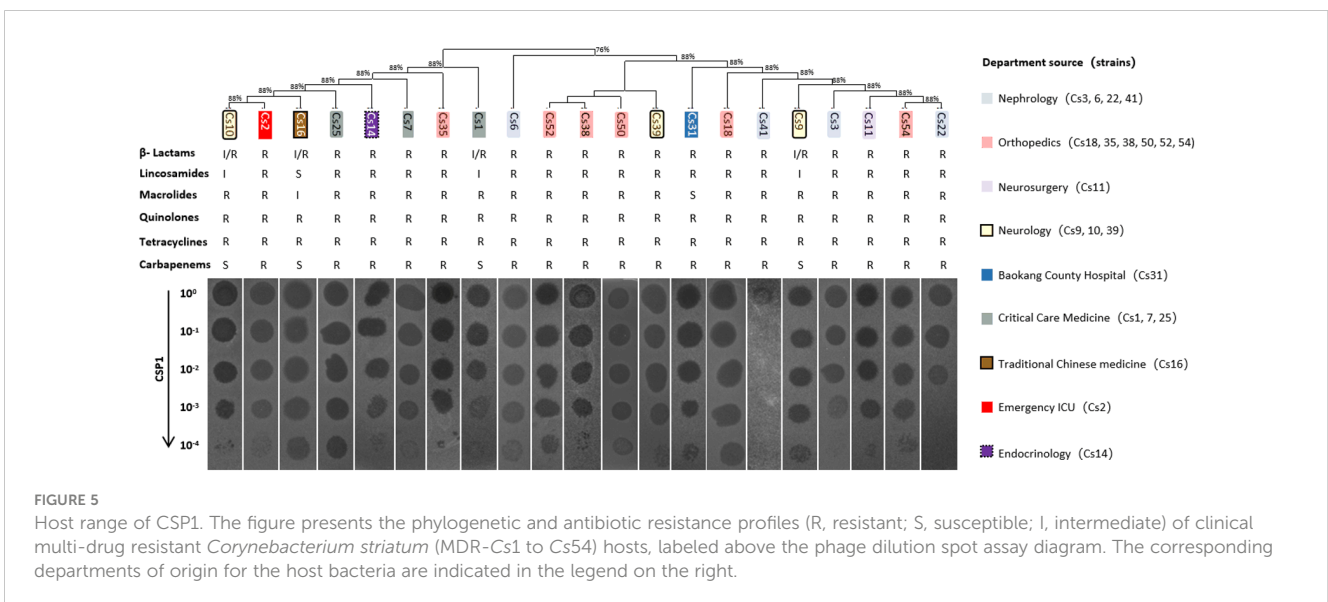 76%
88%
88%
88%
88%
88%
88%
88%
88%
88%
88%
88%
88%
88%
Cs10 Cs2 Cs16 Cs25 Cs14 Cs7 Cs35 Cs1 Cs6 Cs52 Cs38 Cs50 Cs39 Cs31 Cs18 Cs41 Cs9 Cs3 Cs11 Cs54 Cs22
β- Lactams I/R R I/R R R R R I/R R R R R R R R R I/R R R R R
Lincosamides I R S R R R R I R R R R R R R R I R R R R
Macrolides R R I R R R R R R R R R R S R R R R R R R
Quinolones R R R R R R R R R R R R R R R R R R R R R
Tetracyclines R R R R R R R R R R R R R R R R R R R R R
Carbapenems S R S R R R R S R R R R R R R R S R R R R
CSP1
10⁰
10⁻¹
10⁻²
10⁻³
10⁻⁴
Department source (strains)
Nephrology (Cs3, 6, 22, 41)
Orthopedics (Cs18, 35, 38, 50, 52, 54)
Neurosurgery (Cs11)
Neurology (Cs9, 10, 39)
Baokang County Hospital (Cs31)
Critical Care Medicine (Cs1, 7, 25)
Traditional Chinese medicine (Cs16)
Emergency ICU (Cs2)
Endocrinology (Cs14)
FIGURE 5
Host range of CSP1. The figure presents the phylogenetic and antibiotic resistance profiles (R, resistant; S, susceptible; I, intermediate) of clinical
multi-drug resistant Corynebacterium striatum (MDR-Cs1 to Cs54) hosts, labeled above the phage dilution spot assay diagram. The corresponding
departments of origin for the host bacteria are indicated in the legend on the right.